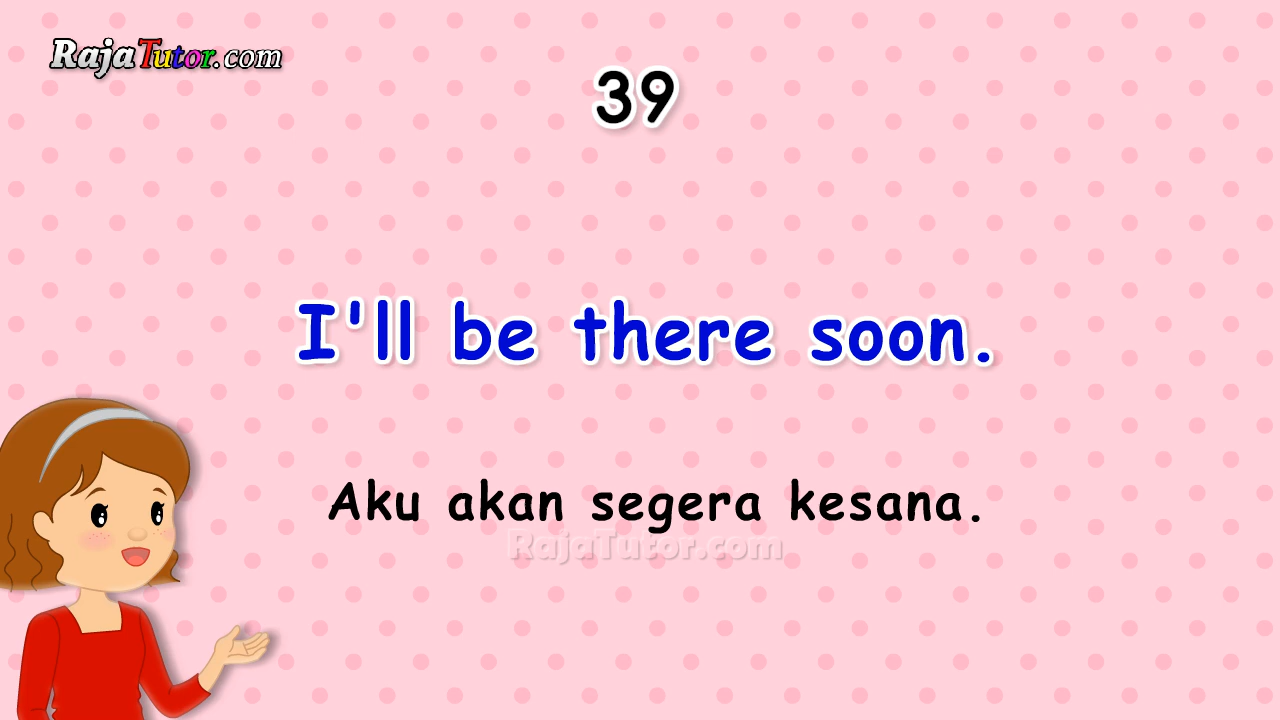 RajaTutor.com
39
I'll be there soon.
Aku akan segera kesana.
RajaTutor.com